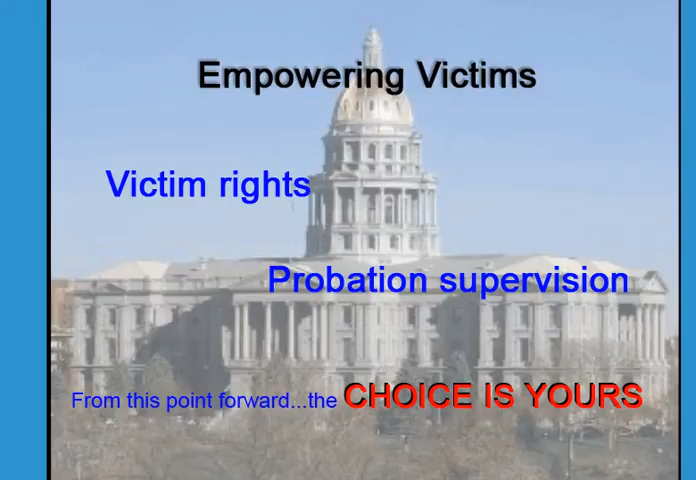 Empowering Victims
Victim rights
Probation supervision
From this point forward...the CHOICE IS YOURS